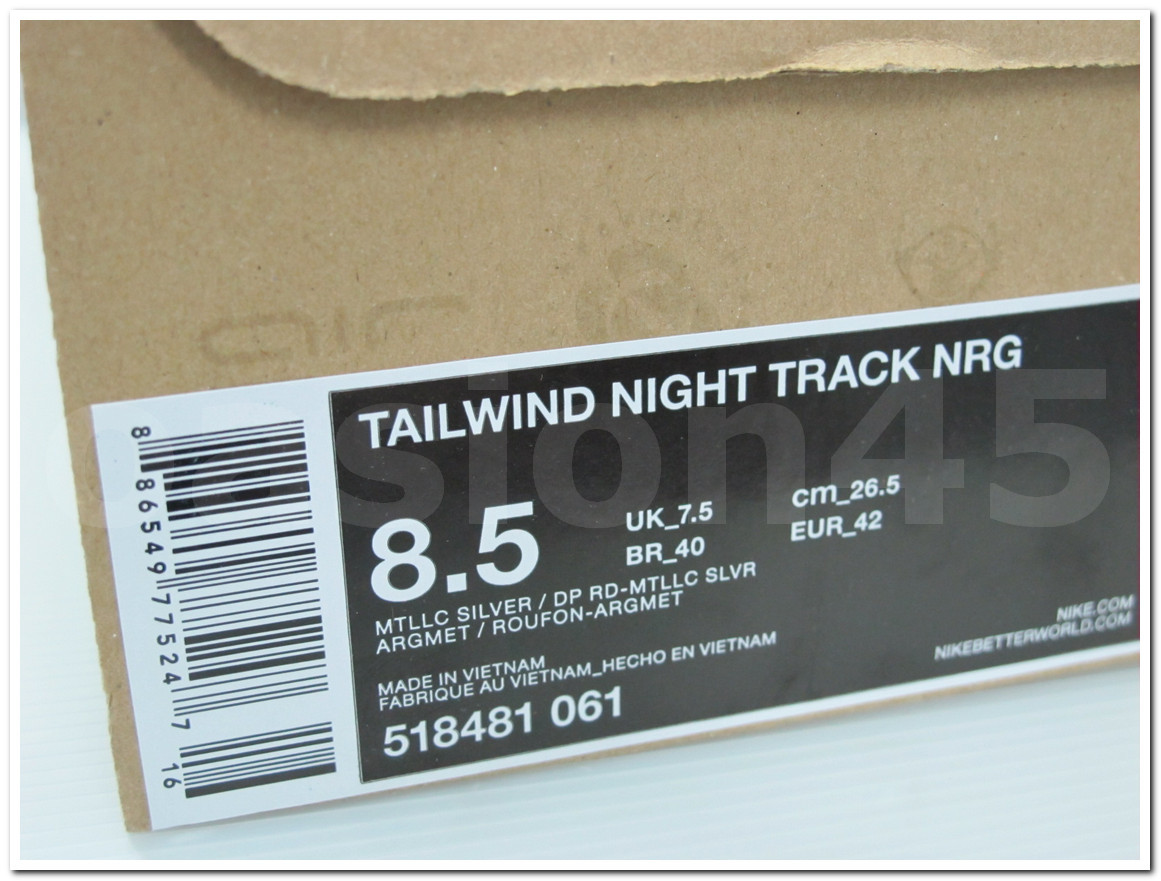 TAILWIND NIGHT TRACK NRG
8.5
UK_7.5
cm_26.5
BR_40
EUR_42
MTLLC SILVER / DP RD-MTLLC SLVR
ARGMET / ROUFON-ARGMET
MADE IN VIETNAM
FABRIQUE AU VIETNAM_HECHO EN VIETNAM
518481 061
NIKE.COM
NIKEBETTERWORLD.COM
8 86549 77524 7
16